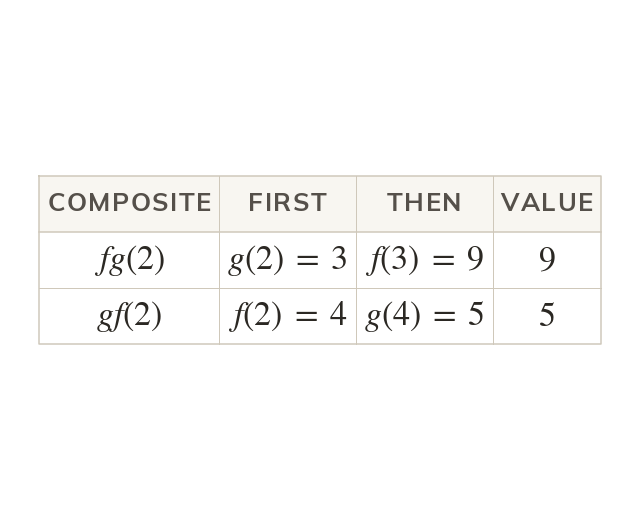 COMPOSITE FIRST THEN VALUE
fg(2) g(2) = 3 f(3) = 9 9
gf(2) f(2) = 4 g(4) = 5 5